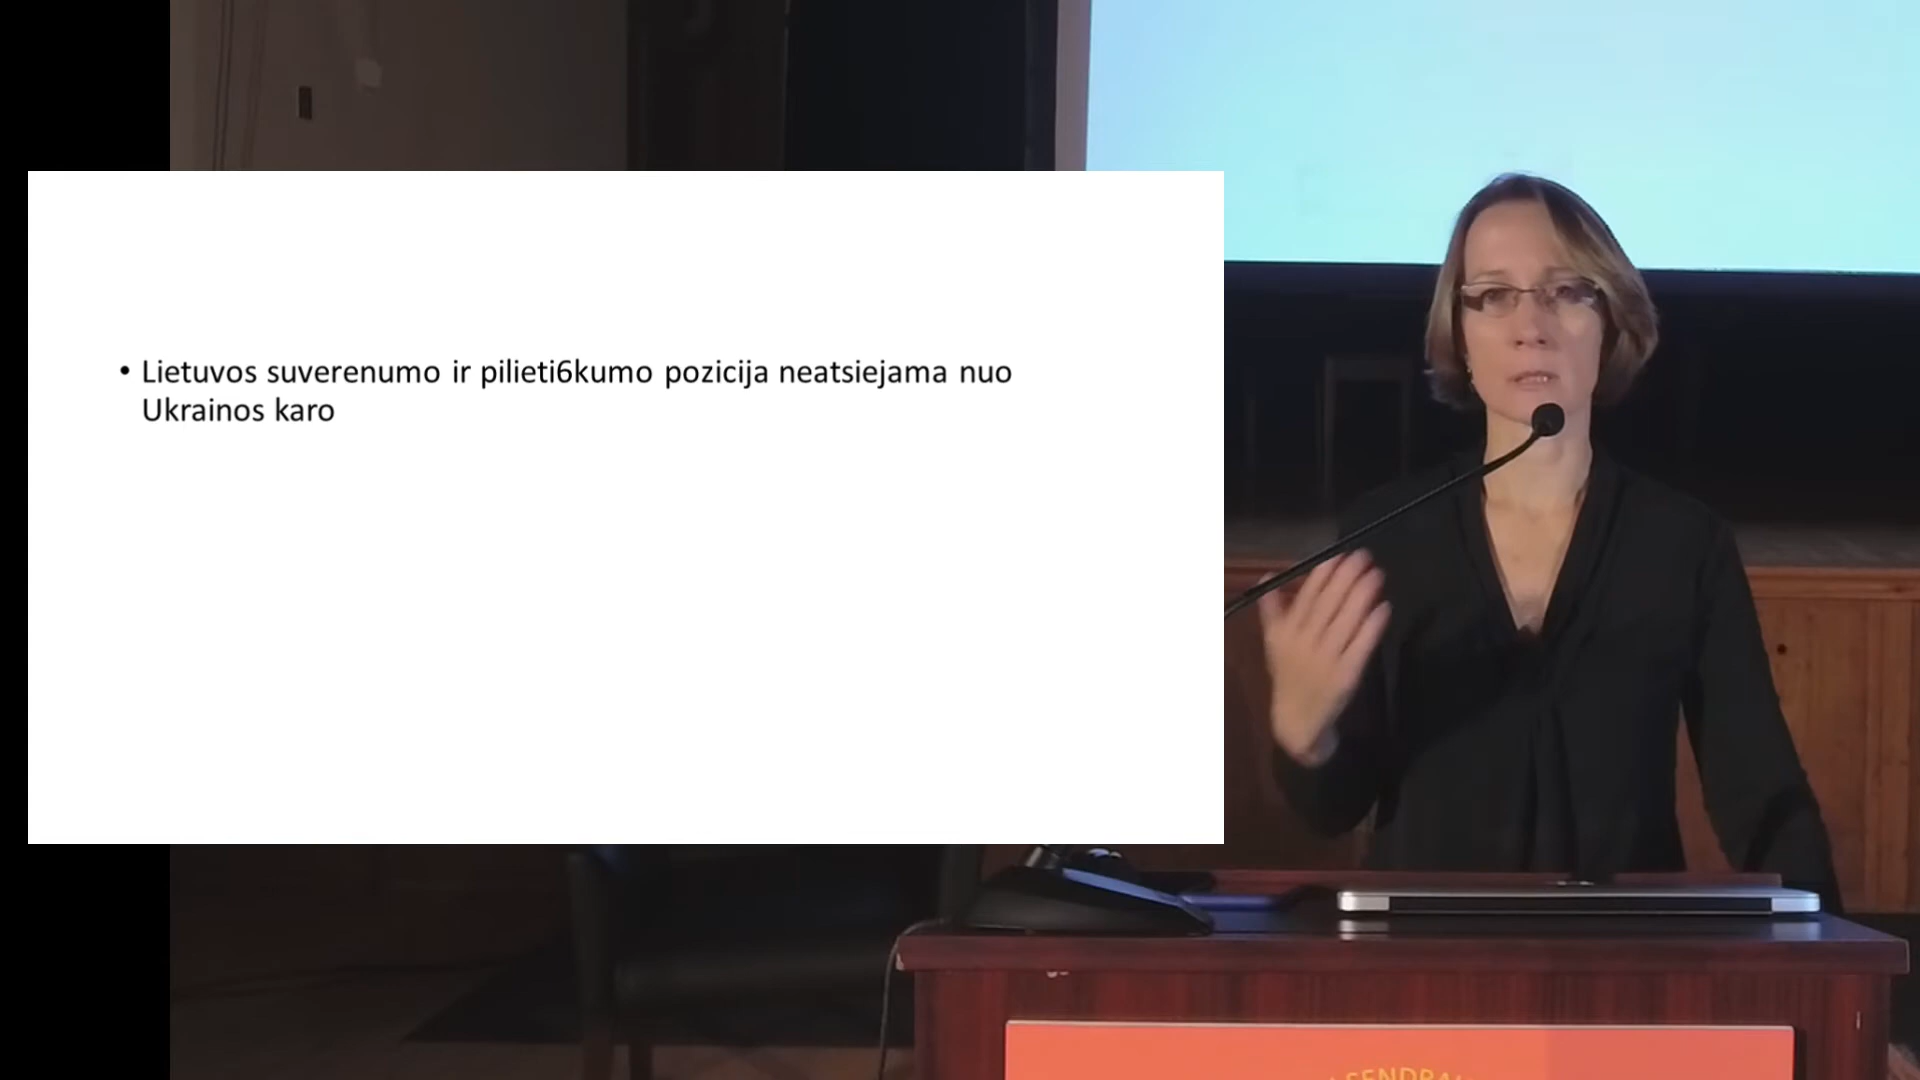 • Lietuvos suverenumo ir pilieti6kumo pozicija neatsiejama nuo
Ukrainos karo